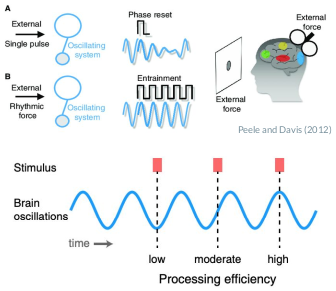 A
External
Single pulse
Oscillating
system
Phase reset
B
External
Rhythmic
force
Oscillating
system
Entrainment
External
force
External
force
Peele and Davis (2012)
Stimulus
Brain
oscillations
time
low
moderate
high
Processing efficiency